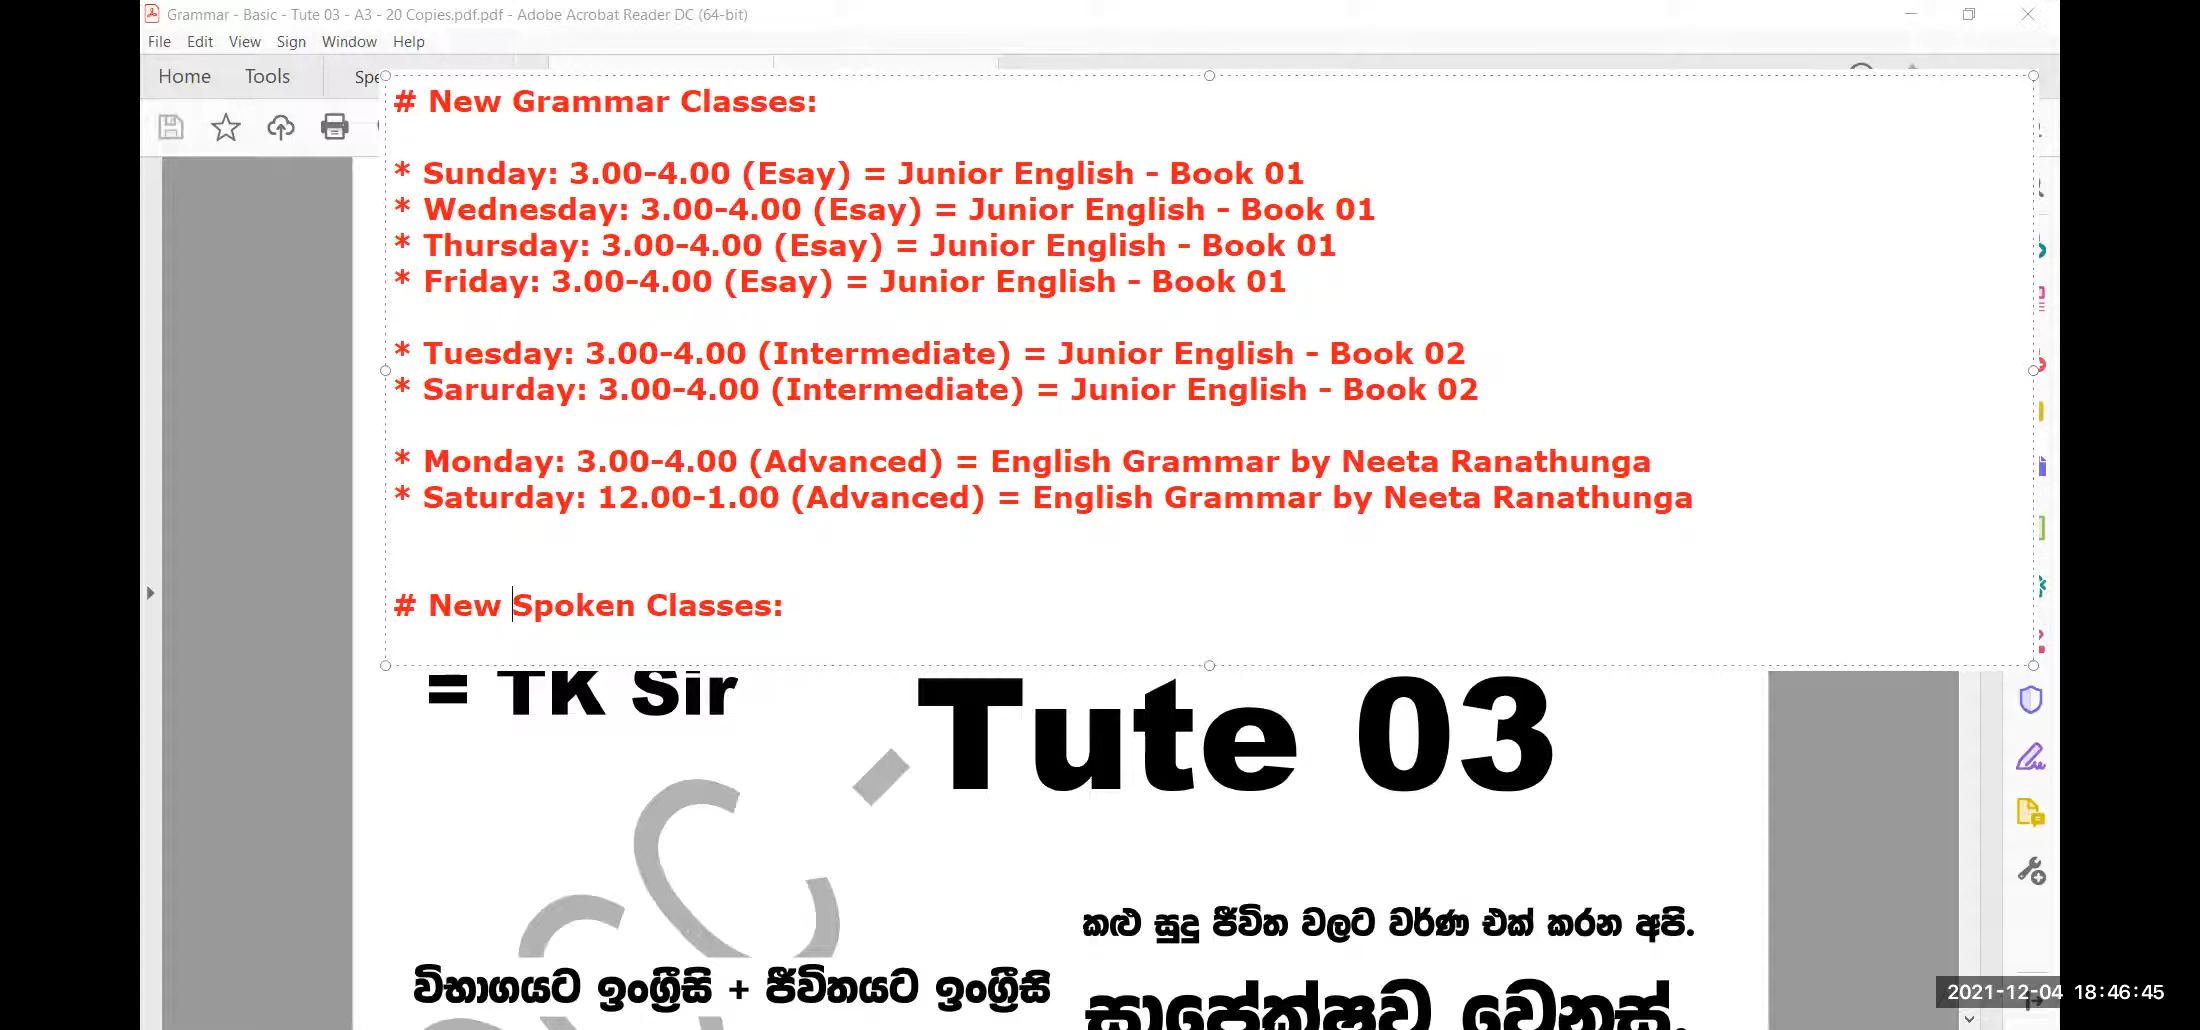 Grammar - Basic - Tute 03 - A3 - 20 Copies.pdf.pdf - Adobe Acrobat Reader DC (64-bit)
File Edit View Sign Window Help
Home Tools
# New Grammar Classes:
* Sunday: 3.00-4.00 (Esay) = Junior English - Book 01
* Wednesday: 3.00-4.00 (Esay) = Junior English - Book 01
* Thursday: 3.00-4.00 (Esay) = Junior English - Book 01
* Friday: 3.00-4.00 (Esay) = Junior English - Book 01
* Tuesday: 3.00-4.00 (Intermediate) = Junior English - Book 02
* Sarurday: 3.00-4.00 (Intermediate) = Junior English - Book 02
* Monday: 3.00-4.00 (Advanced) = English Grammar by Neeta Ranathunga
* Saturday: 12.00-1.00 (Advanced) = English Grammar by Neeta Ranathunga
# New Spoken Classes:
= TK Sir
Tute 03
කළු සුදු ජීවිත වලට වර්ණ එක් කරන අපි.
විභාගයට ඉංග්‍රීසි + ජීවිතයට ඉංග්‍රීසි
සාපේක්ෂව වෙනස්.
2021-12-04 18:46:45